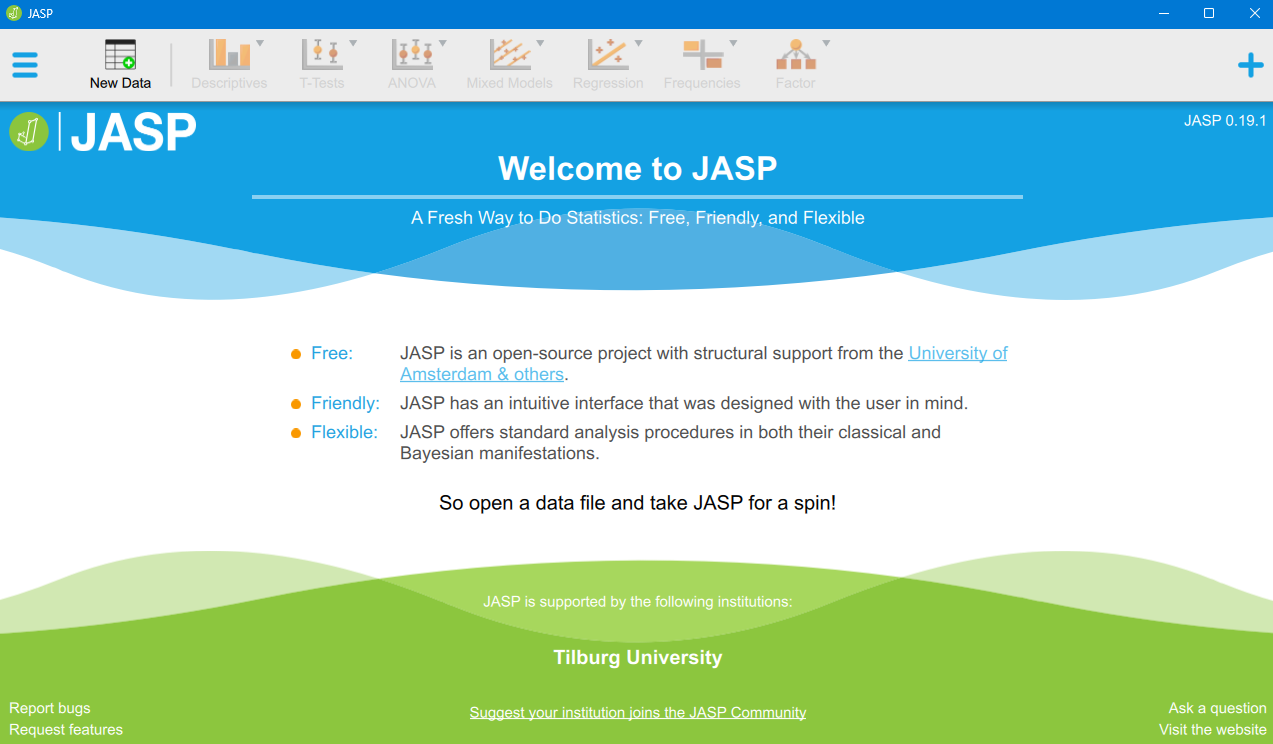 JASP
New Data
Descriptives
T-Tests
ANOVA
Mixed Models
Regression
Frequencies
Factor
JASP
JASP 0.19.1
Welcome to JASP
A Fresh Way to Do Statistics: Free, Friendly, and Flexible
Free: JASP is an open-source project with structural support from the University of
Amsterdam & others.
Friendly: JASP has an intuitive interface that was designed with the user in mind.
Flexible: JASP offers standard analysis procedures in both their classical and
Bayesian manifestations.
So open a data file and take JASP for a spin!
JASP is supported by the following institutions:
Tilburg University
Report bugs
Request features
Suggest your institution joins the JASP Community
Ask a question
Visit the website